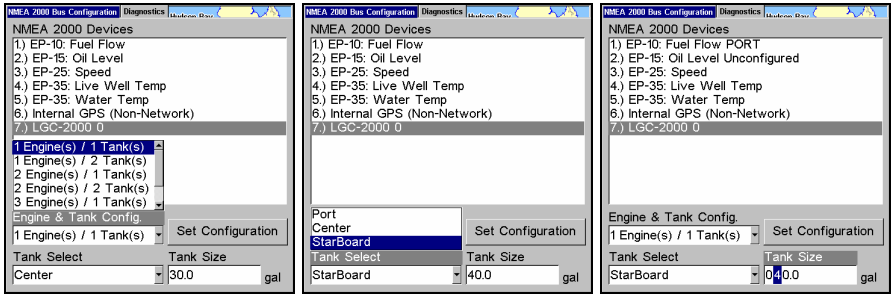 NMEA 2000 Bus Configuration Diagnostics Hudson Bay
NMEA 2000 Devices
1.) EP-10: Fuel Flow
2.) EP-15: Oil Level
3.) EP-25: Speed
4.) EP-35: Live Well Temp
5.) EP-35: Water Temp
6.) Internal GPS (Non-Network)
7.) LGC-2000 0
1 Engine(s) / 1 Tank(s)
1 Engine(s) / 2 Tank(s)
2 Engine(s) / 1 Tank(s)
2 Engine(s) / 2 Tank(s)
3 Engine(s) / 1 Tank(s)
Engine & Tank Config.
1 Engine(s) / 1 Tank(s) Set Configuration
Tank Select Tank Size
Center 30.0 gal
NMEA 2000 Bus Configuration Diagnostics Hudson Bay
NMEA 2000 Devices
1.) EP-10: Fuel Flow
2.) EP-15: Oil Level
3.) EP-25: Speed
4.) EP-35: Live Well Temp
5.) EP-35: Water Temp
6.) Internal GPS (Non-Network)
7.) LGC-2000 0
Port
Center
StarBoard
Set Configuration
Tank Select Tank Size
StarBoard 40.0 gal
NMEA 2000 Bus Configuration Diagnostics Hudson Bay
NMEA 2000 Devices
1.) EP-10: Fuel Flow PORT
2.) EP-15: Oil Level Unconfigured
3.) EP-25: Speed
4.) EP-35: Live Well Temp
5.) EP-35: Water Temp
6.) Internal GPS (Non-Network)
7.) LGC-2000 0
Engine & Tank Config.
1 Engine(s) / 1 Tank(s) Set Configuration
Tank Select Tank Size
StarBoard 040.0 gal